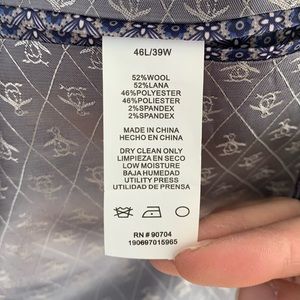 46L/39W
52%WOOL
52%LANA
46%POLYESTER
46%POLIESTER
2%SPANDEX
2%SPANDEX
MADE IN CHINA
HECHO EN CHINA
DRY CLEAN ONLY
LIMPIEZA EN SECO
LOW MOISTURE
BAJA HUMEDAD
UTILITY PRESS
UTILIDAD DE PRENSA
RN # 90704
190697015965